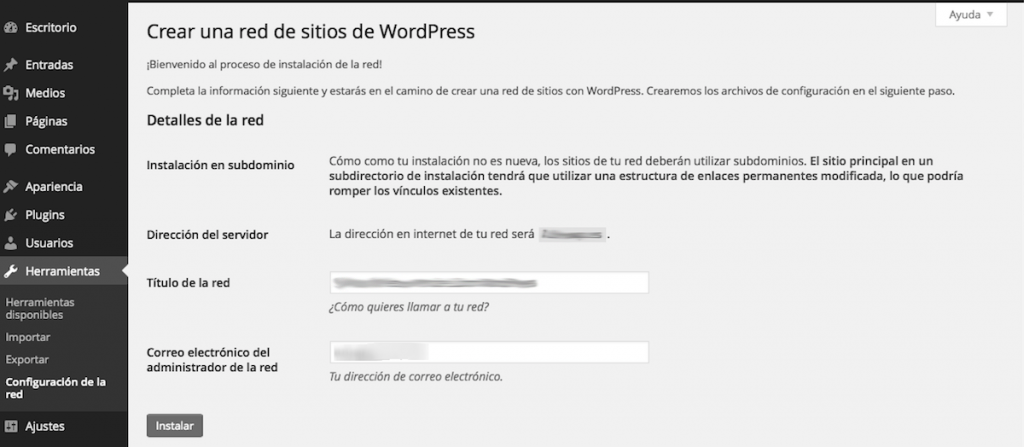 Escritorio
Entradas
Medios
Páginas
Comentarios
Apariencia
Plugins
Usuarios
Herramientas
Herramientas
disponibles
Importar
Exportar
Configuración de la
red
Ajustes
Ayuda
Crear una red de sitios de WordPress
¡Bienvenido al proceso de instalación de la red!
Completa la información siguiente y estarás en el camino de crear una red de sitios con WordPress. Crearemos los archivos de configuración en el siguiente paso.
Detalles de la red
Instalación en subdominio
Cómo como tu instalación no es nueva, los sitios de tu red deberán utilizar subdominios. El sitio principal en un
subdirectorio de instalación tendrá que utilizar una estructura de enlaces permanentes modificada, lo que podría
romper los vínculos existentes.
Dirección del servidor
La dirección en internet de tu red será .
Título de la red
¿Cómo quieres llamar a tu red?
Correo electrónico del
administrador de la red
Tu dirección de correo electrónico.
Instalar